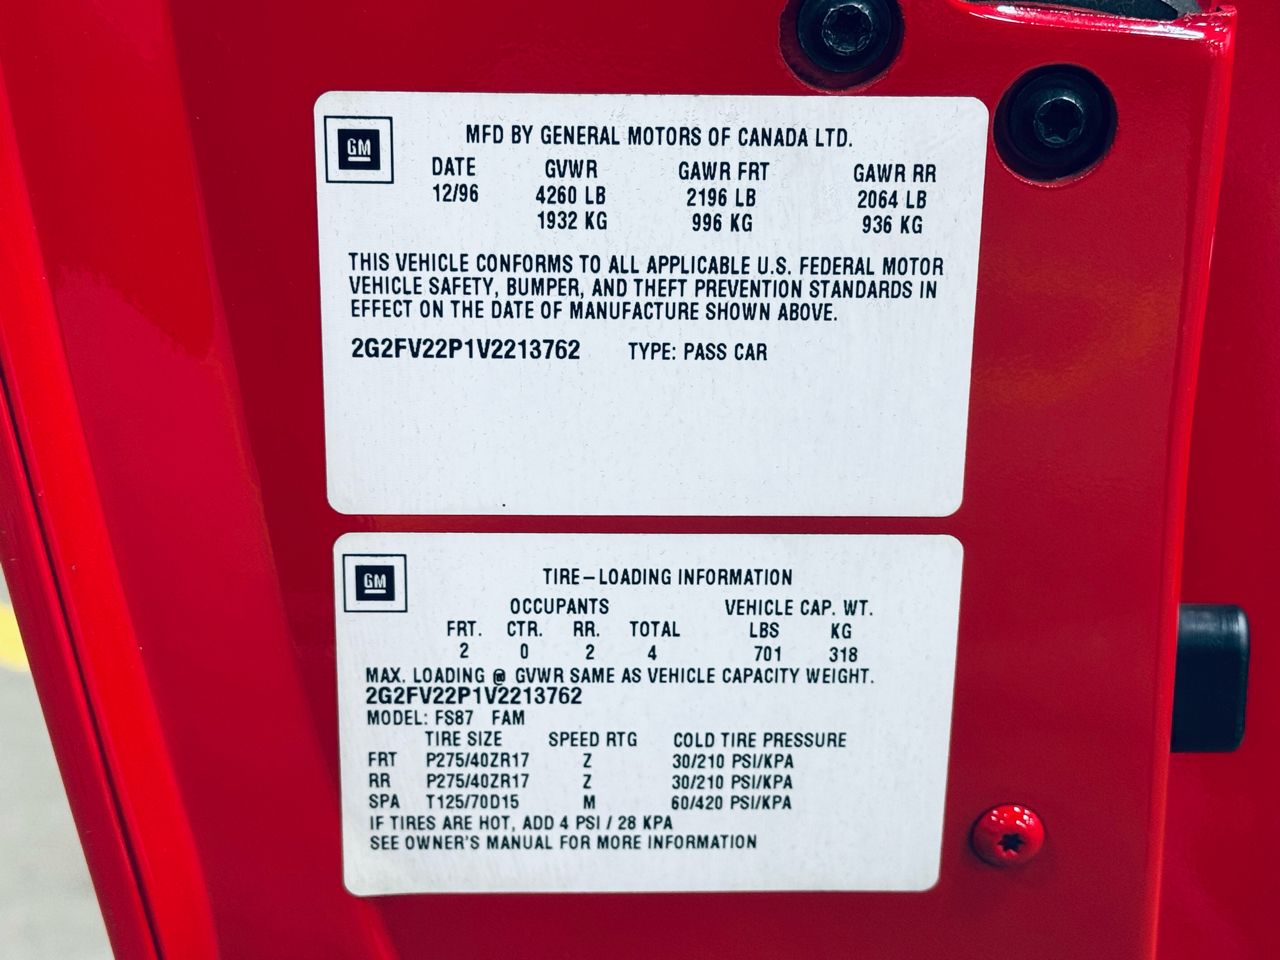 GM
MFD BY GENERAL MOTORS OF CANADA LTD.
DATE GVWR GAWR FRT GAWR RR
12/96 4260 LB 2196 LB 2064 LB
1932 KG 996 KG 936 KG
THIS VEHICLE CONFORMS TO ALL APPLICABLE U.S. FEDERAL MOTOR
VEHICLE SAFETY, BUMPER, AND THEFT PREVENTION STANDARDS IN
EFFECT ON THE DATE OF MANUFACTURE SHOWN ABOVE.
2G2FV22P1V2213762 TYPE: PASS CAR
GM
TIRE-LOADING INFORMATION
OCCUPANTS VEHICLE CAP. WT.
FRT. CTR. RR. TOTAL LBS KG
2 0 2 4 701 318
MAX. LOADING @ GVWR SAME AS VEHICLE CAPACITY WEIGHT.
2G2FV22P1V2213762
MODEL: FS87 FAM
TIRE SIZE SPEED RTG COLD TIRE PRESSURE
FRT P275/40ZR17 Z 30/210 PSI/KPA
RR P275/40ZR17 Z 30/210 PSI/KPA
SPA T125/70D15 M 60/420 PSI/KPA
IF TIRES ARE HOT, ADD 4 PSI / 28 KPA
SEE OWNER'S MANUAL FOR MORE INFORMATION